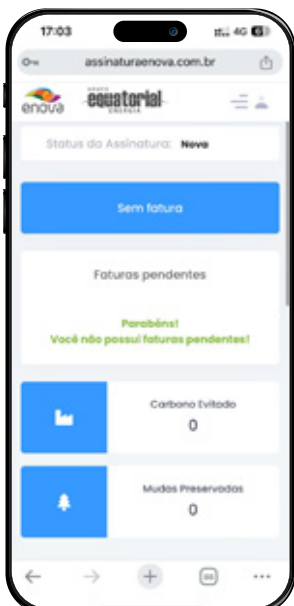 17:03
4G
assinaturaenova.com.br
enova
GRUPO
equatorial
ENERGIA
Status da Assinatura: Nova
Sem fatura
Faturas pendentes
Parabéns!
Você não possui faturas pendentes!
Carbono Evitado
0
Mudas Preservadas
0